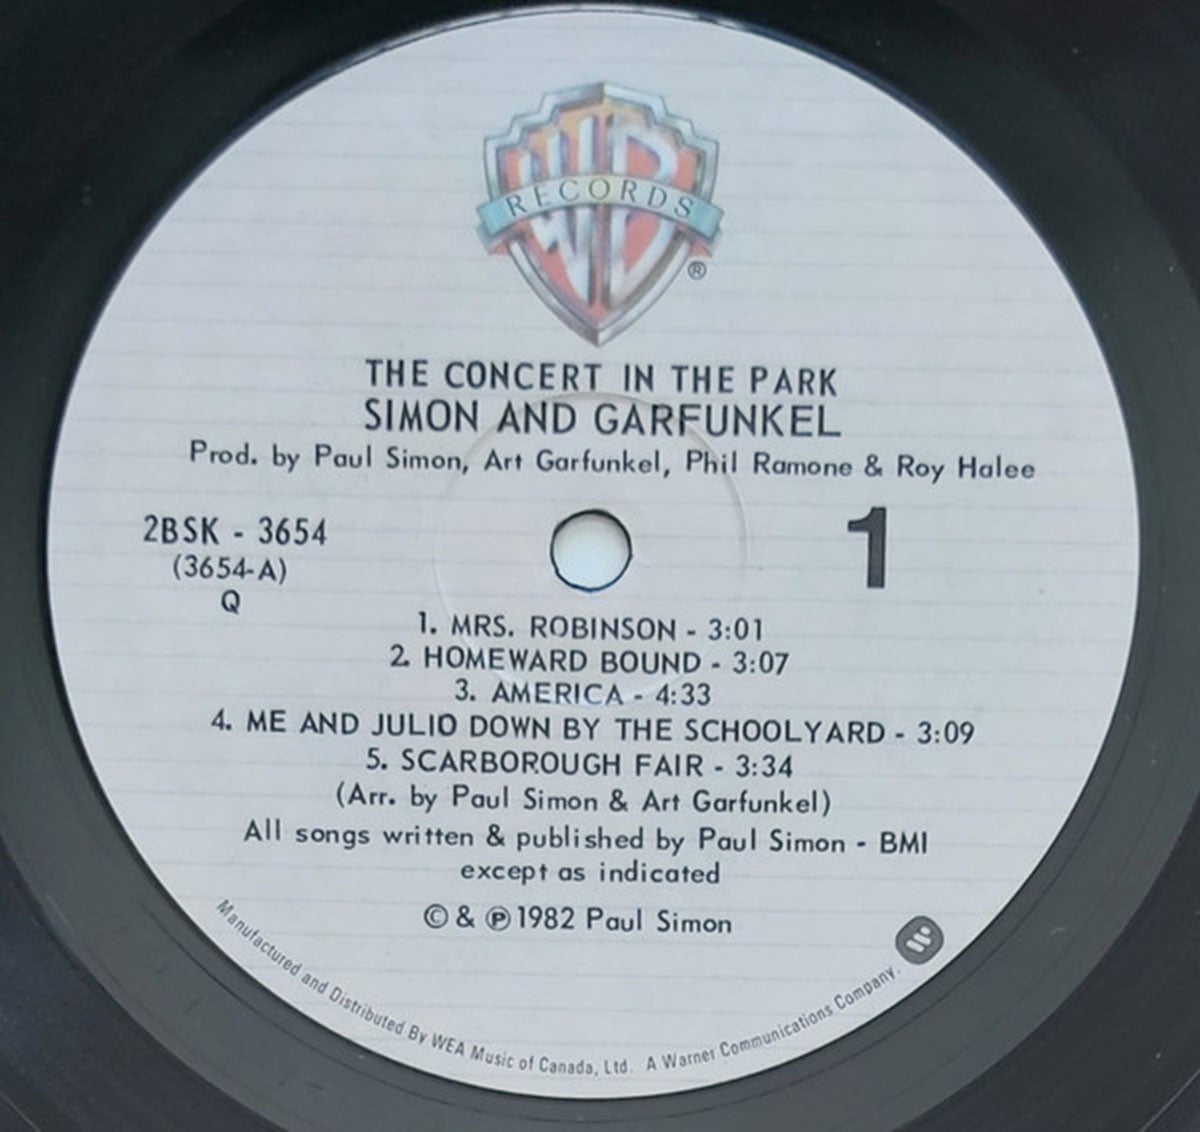 WB
RECORDS
®
THE CONCERT IN THE PARK
SIMON AND GARFUNKEL
Prod. by Paul Simon, Art Garfunkel, Phil Ramone & Roy Halee
2BSK - 3654
(3654-A)
Q
1
1. MRS. ROBINSON - 3:01
2. HOMEWARD BOUND - 3:07
3. AMERICA - 4:33
4. ME AND JULIO DOWN BY THE SCHOOLYARD - 3:09
5. SCARBOROUGH FAIR - 3:34
(Arr. by Paul Simon & Art Garfunkel)
All songs written & published by Paul Simon - BMI
except as indicated
© & ℗ 1982 Paul Simon
Manufactured and Distributed By WEA Music of Canada, Ltd. A Warner Communications Company.